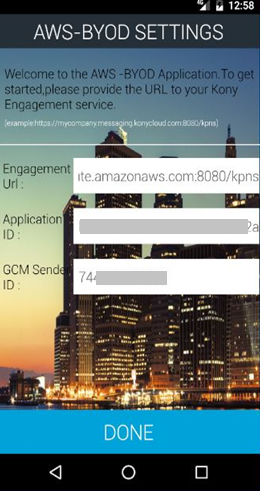 12:58
AWS-BYOD SETTINGS
Welcome to the AWS -BYOD Application.To get
started,please provide the URL to your Kony
Engagement service.
(example:https://mycompany.messaging.konycloud.com:8080/kpns)
Engagement
Url :
ite.amazonaws.com:8080/kpns
Application
ID :
2a
GCM Sender
ID :
744
DONE